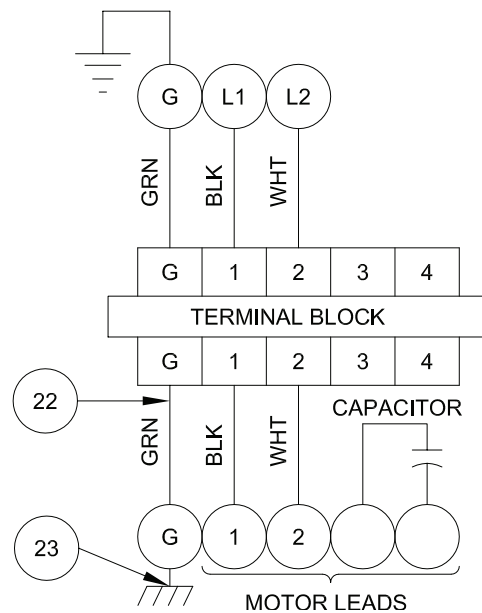 G L1 L2
GRN BLK WHT
G 1 2 3 4
TERMINAL BLOCK
G 1 2 3 4
22
CAPACITOR
GRN BLK WHT
23
G 1 2
MOTOR LEADS